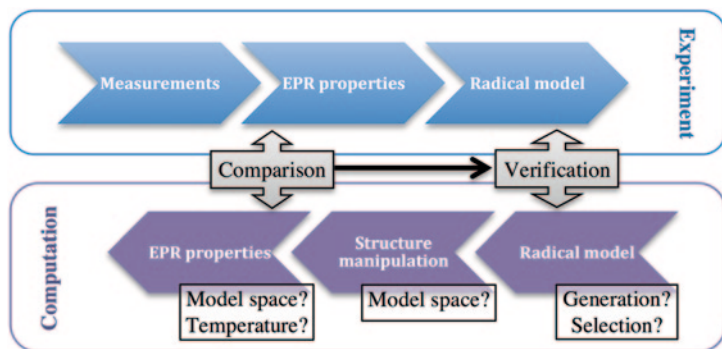 Measurements
EPR properties
Radical model
Experiment
Comparison
Verification
Computation
EPR properties
Structure
manipulation
Radical model
Model space?
Temperature?
Model space?
Generation?
Selection?